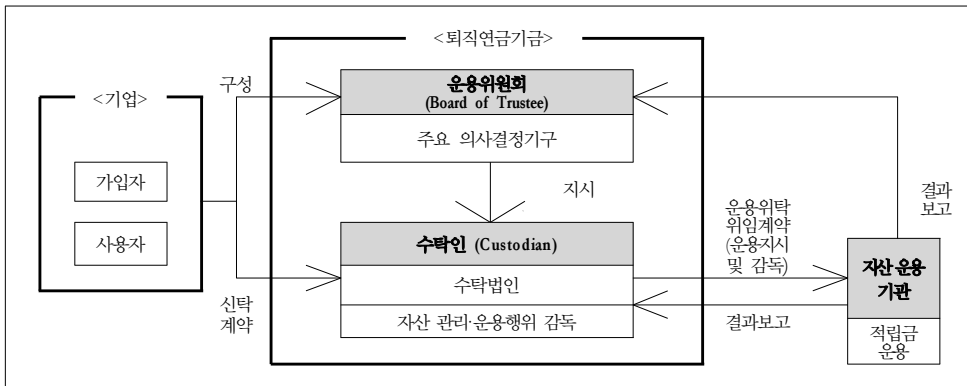 <퇴직연금기금>
구성
운용위원회
(Board of Trustee)
주요 의사결정기구
<기업>
가입자
사용자
지시
수탁인 (Custodian)
수탁법인
자산 관리·운용행위 감독
신탁
계약
운용위탁
위임계약
(운용지시
및 감독)
결과보고
결과
보고
자산 운용
기관
적립금
운용